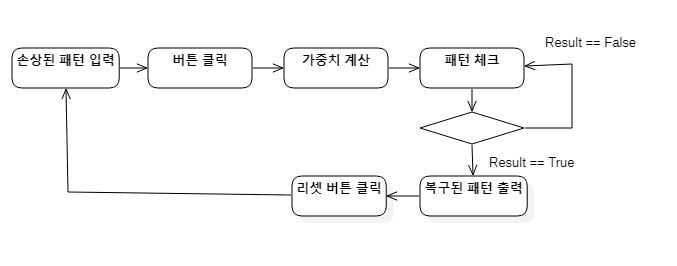 Result == False
손상된 패턴 입력
버튼 클릭
가중치 계산
패턴 체크
Result == True
리셋 버튼 클릭
복구된 패턴 출력